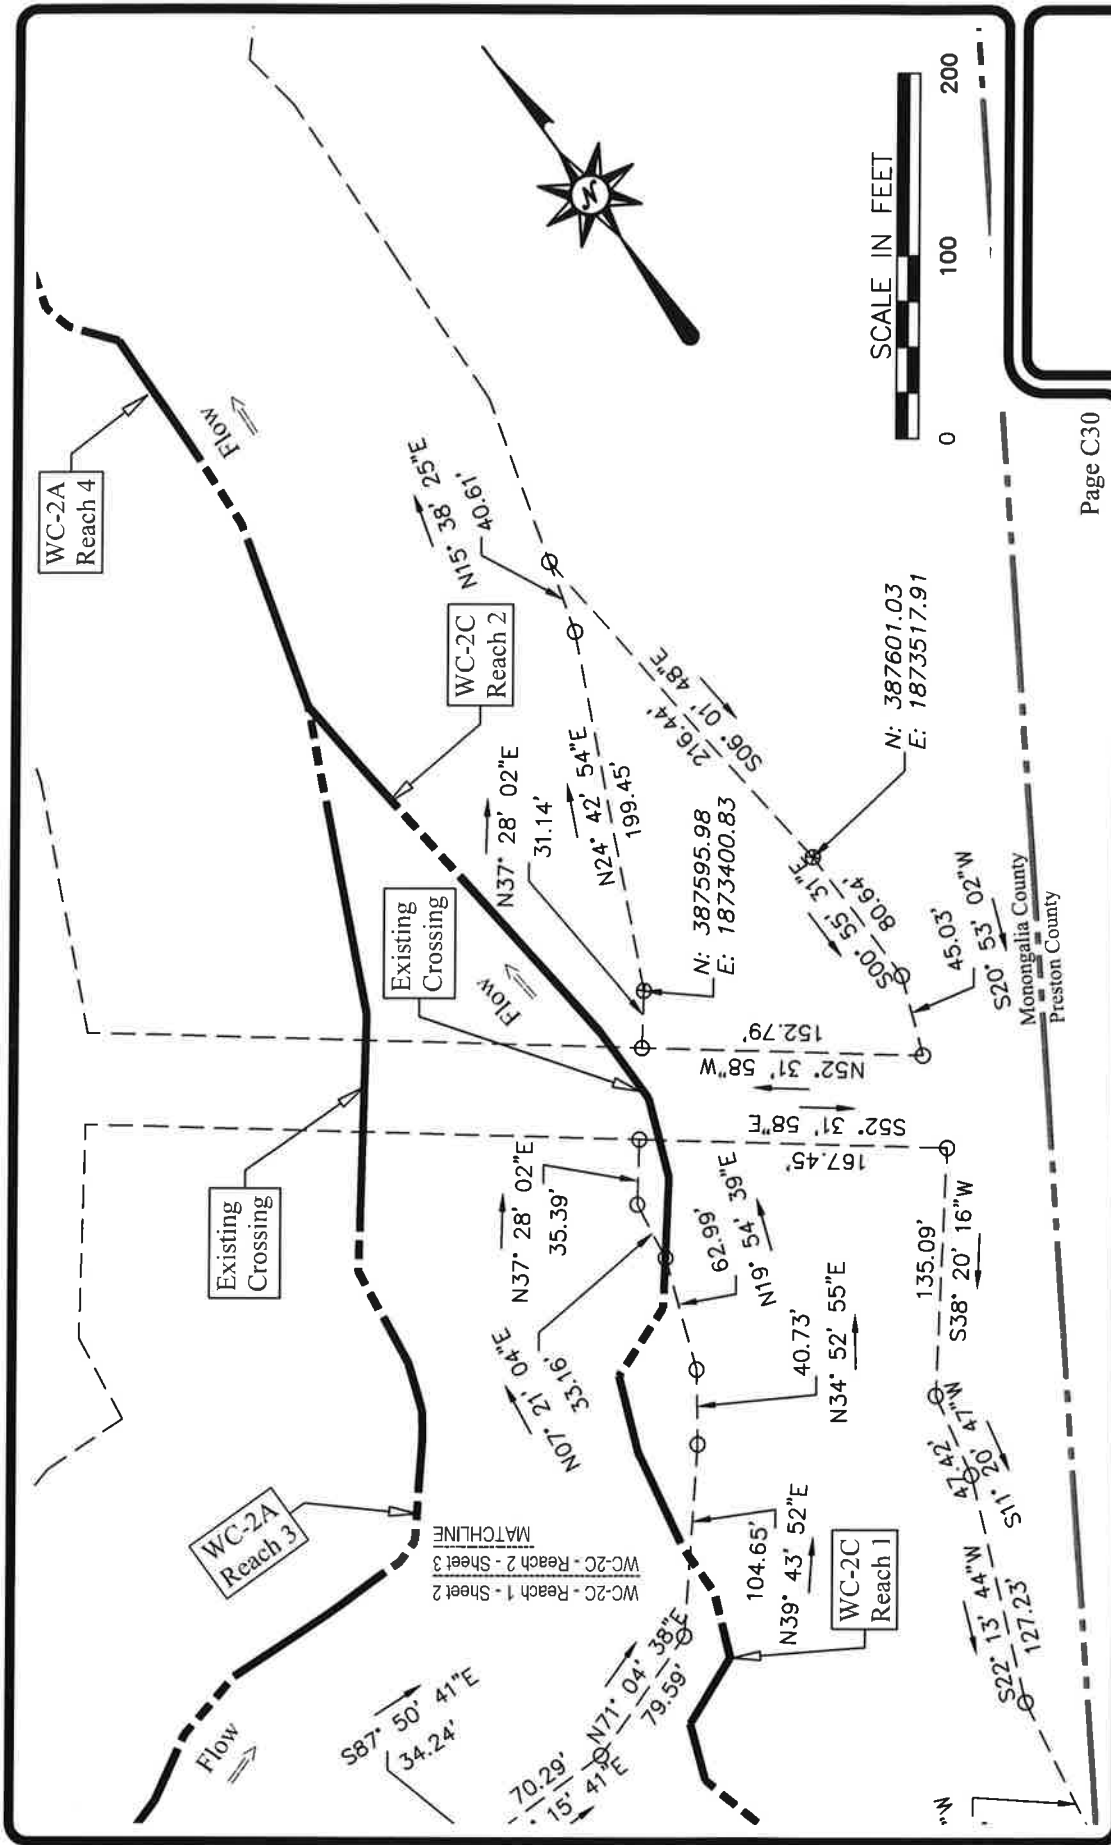 WC-2A
Reach 4
Flow
N15° 38' 25"E
40.61'
WC-2C
Reach 2
N
SCALE IN FEET
0
100
200
N37° 28' 02"E
31.14'
N24° 42' 54"E
199.45'
216.44'
S06° 01' 48"E
N: 387601.03
E: 1873517.91
N: 387595.98
E: 1873400.83
S00° 55' 31"E
80.64'
45.03'
S20° 53' 02"W
Monongalia County
Preston County
Existing
Crossing
Flow
152.79'
N52° 31' 58"W
S52° 31' 58"E
167.45'
Existing
Crossing
N37° 28' 02"E
35.39'
N07° 21' 04"E
33.16'
62.99'
N19° 54' 39"E
40.73'
N34° 52' 55"E
135.09'
S38° 20' 16"W
47.42'
S11° 20' 47"W
S22° 13' 44"W
127.23'
104.65'
N39° 43' 52"E
WC-2C
Reach 1
WC-2A
Reach 3
WC-2C - Reach 1 - Sheet 2
WC-2C - Reach 2 - Sheet 3
MATCHLINE
Flow
S87° 50' 41"E
34.24'
N71° 04' 38"E
79.59'
70.29'
° 15' 41"E
"W
Page C30